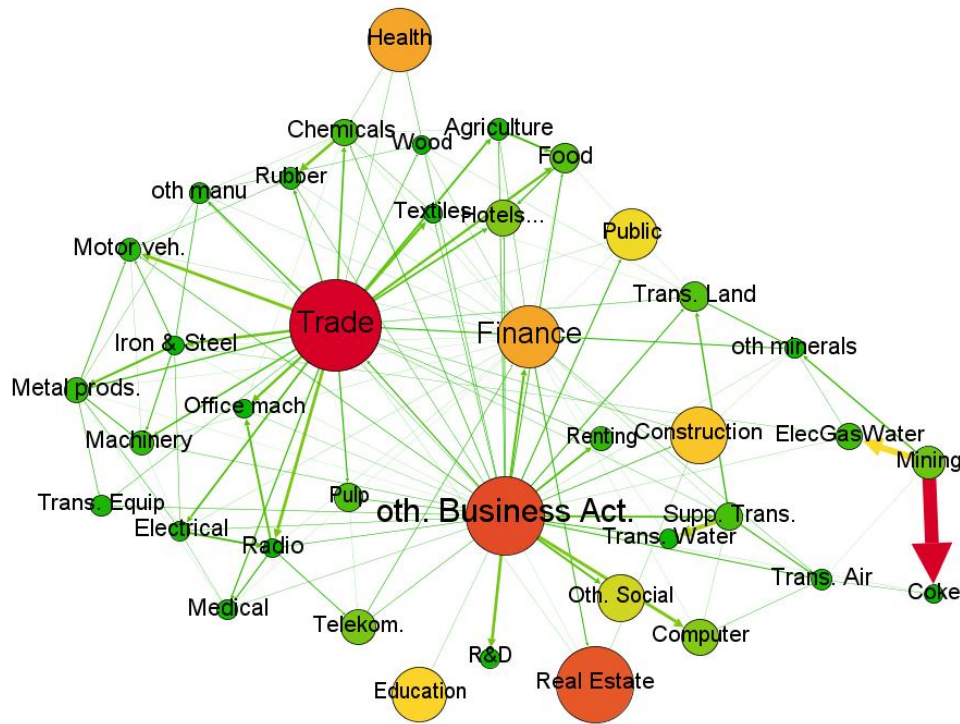 Health
Chemicals
Wood
Agriculture
Food
Rubber
oth manu
Textiles
Hotels...
Public
Motor veh.
Trans. Land
Trade
Finance
Iron & Steel
oth minerals
Metal prods.
Office mach
Machinery
Renting
Construction
ElecGasWater
Mining
Trans. Equip
Pulp
oth. Business Act.
Supp. Trans.
Electrical
Radio
Trans. Water
Trans. Air
Coke
Medical
Telekom.
Oth. Social
Computer
R&D
Education
Real Estate